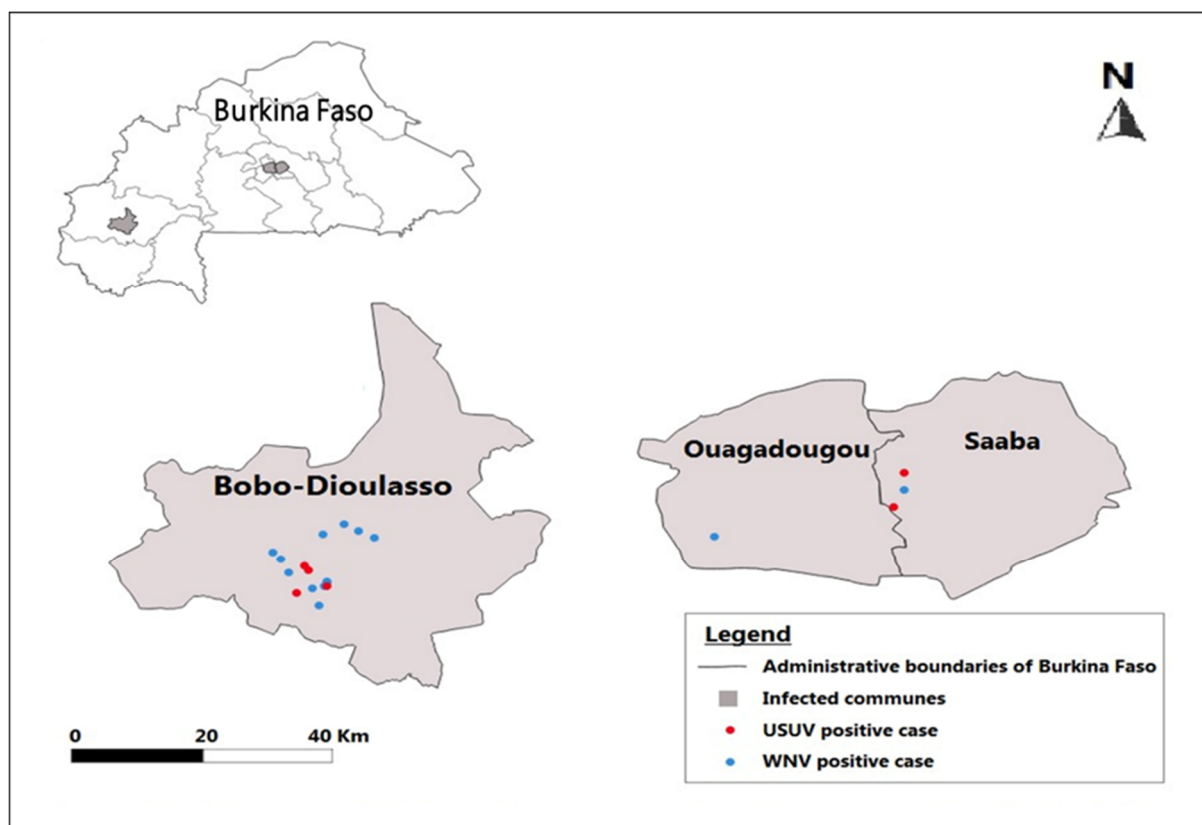 Burkina Faso
N
Bobo-Dioulasso
Ouagadougou
Saaba
Legend
Administrative boundaries of Burkina Faso
Infected communes
USUV positive case
WNV positive case
0 20 40 Km